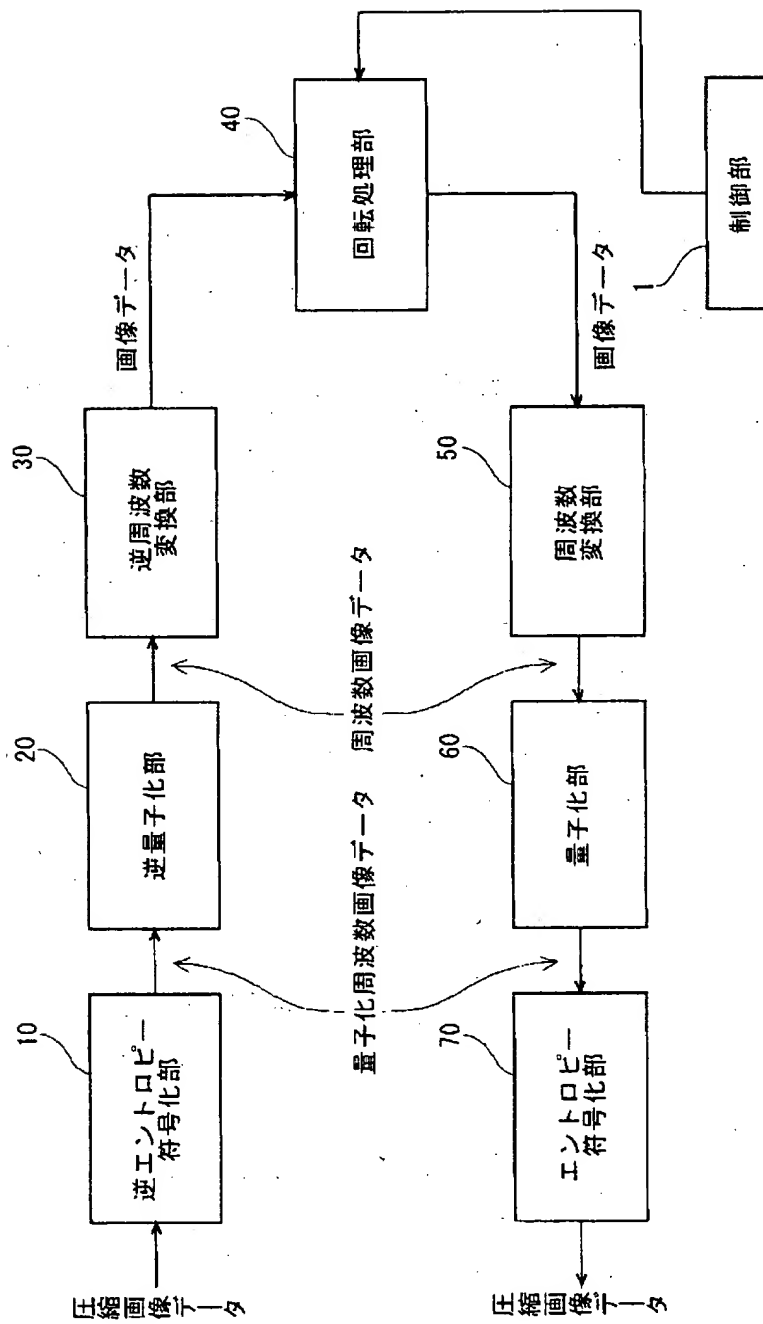 圧縮画像データ
10
逆エントロピー
符号化部
20
逆量子化部
30
逆周波数
変換部
画像データ
40
回転処理部
量子化周波数画像データ
周波数画像データ
画像データ
1
制御部
50
周波数
変換部
60
量子化部
70
エントロピー
符号化部
圧縮画像データ